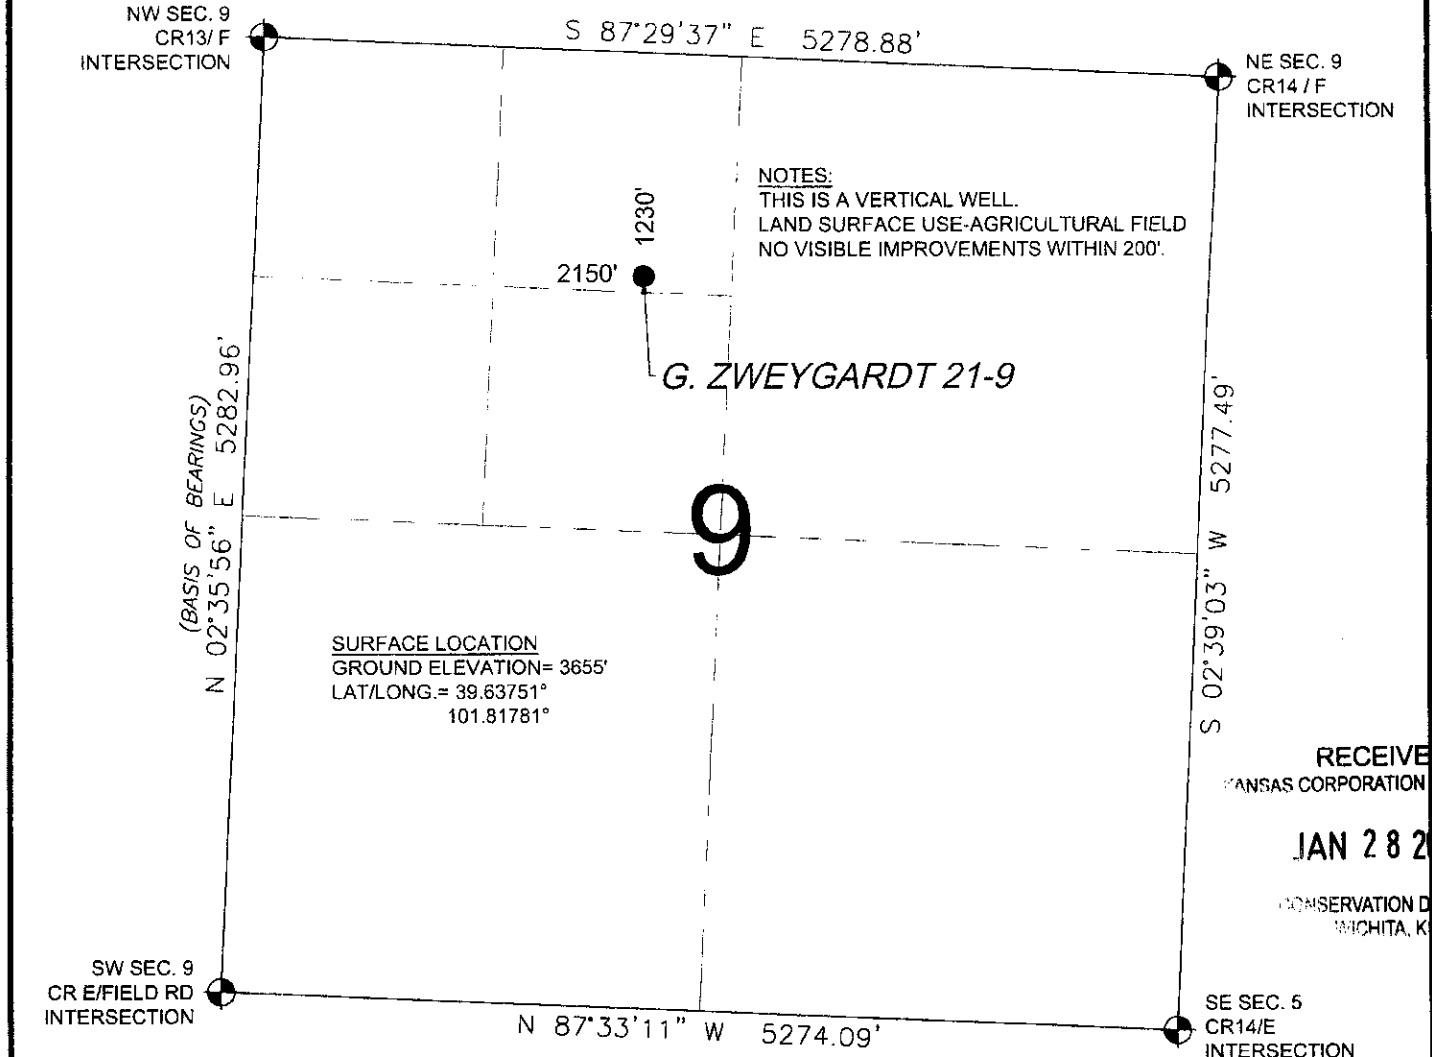 NW SEC. 9
CR13/ F
INTERSECTION
S 87°29'37" E 5278.88'
NE SEC. 9
CR14 / F
INTERSECTION
NOTES:
THIS IS A VERTICAL WELL.
LAND SURFACE USE-AGRICULTURAL FIELD
NO VISIBLE IMPROVEMENTS WITHIN 200'.
1230'
2150'
G. ZWEYGARDT 21-9
(BASIS OF BEARINGS)
N 02°35'56" E 5282.96'
9
S 02°39'03" W 5277.49'
SURFACE LOCATION
GROUND ELEVATION= 3655'
LAT/LONG.= 39.63751°
101.81781°
RECEIVE
KANSAS CORPORATION
JAN 28 2
CONSERVATION D
WICHITA, K
SW SEC. 9
CR E/FIELD RD
INTERSECTION
N 87°33'11" W 5274.09'
SE SEC. 5
CR14/E
INTERSECTION